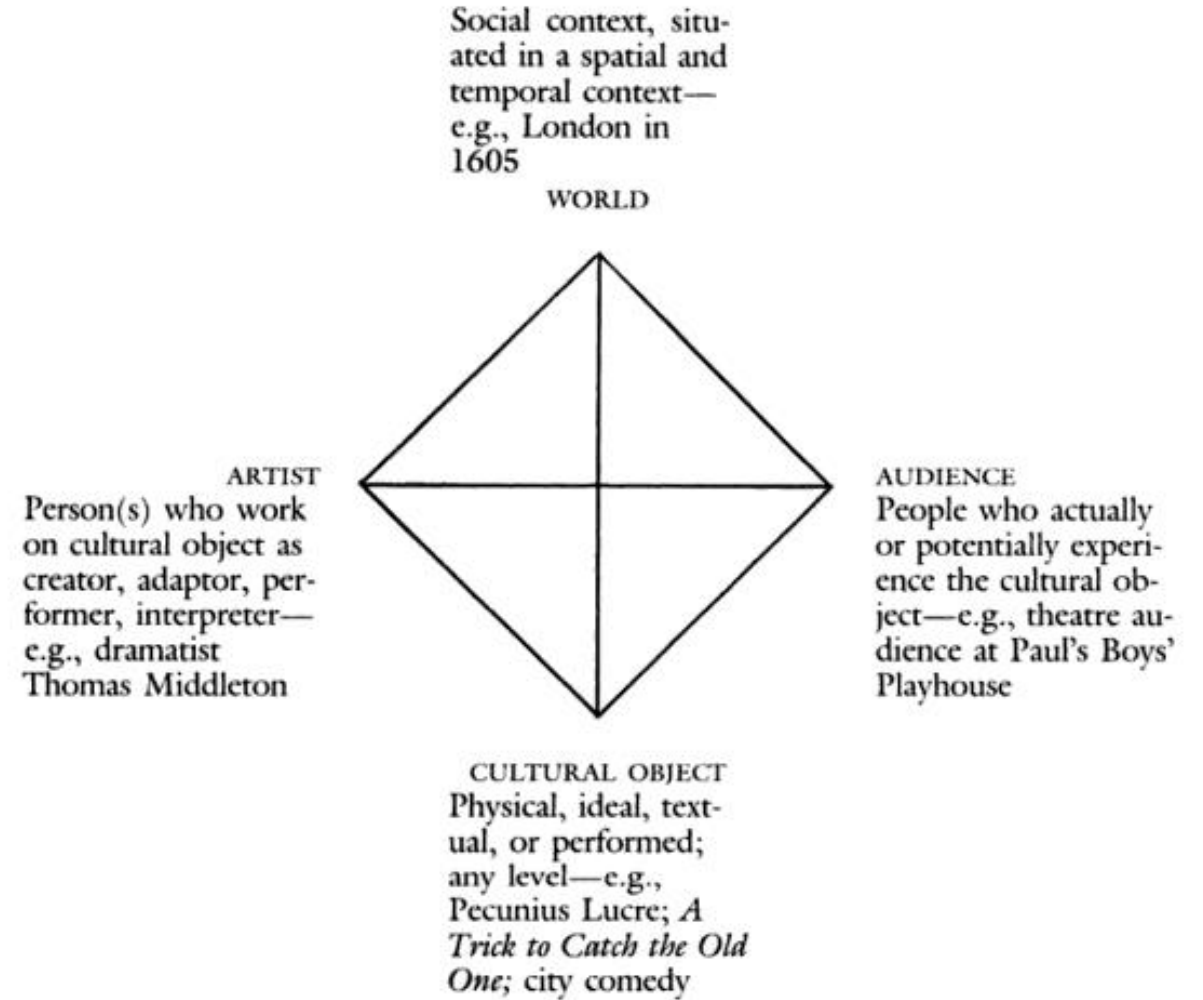 Social context, situ-
ated in a spatial and
temporal context—
e.g., London in
1605
WORLD
ARTIST
Person(s) who work
on cultural object as
creator, adaptor, per-
former, interpreter—
e.g., dramatist
Thomas Middleton
AUDIENCE
People who actually
or potentially experi-
ence the cultural ob-
ject—e.g., theatre au-
dience at Paul's Boys'
Playhouse
CULTURAL OBJECT
Physical, ideal, text-
ual, or performed;
any level—e.g.,
Pecunius Lucre; A
Trick to Catch the Old
One; city comedy